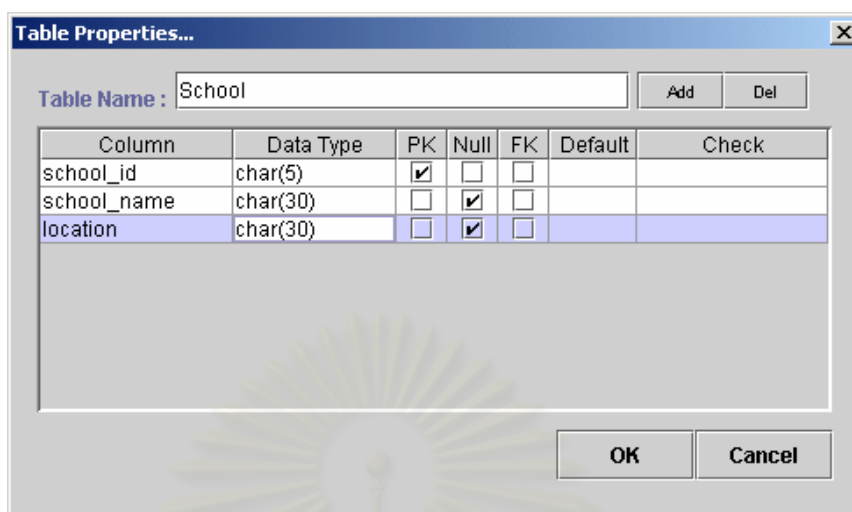 Table Properties...
Table Name : School Add Del
Column Data Type PK Null FK Default Check
school_id char(5)
school_name char(30)
location char(30)
OK Cancel